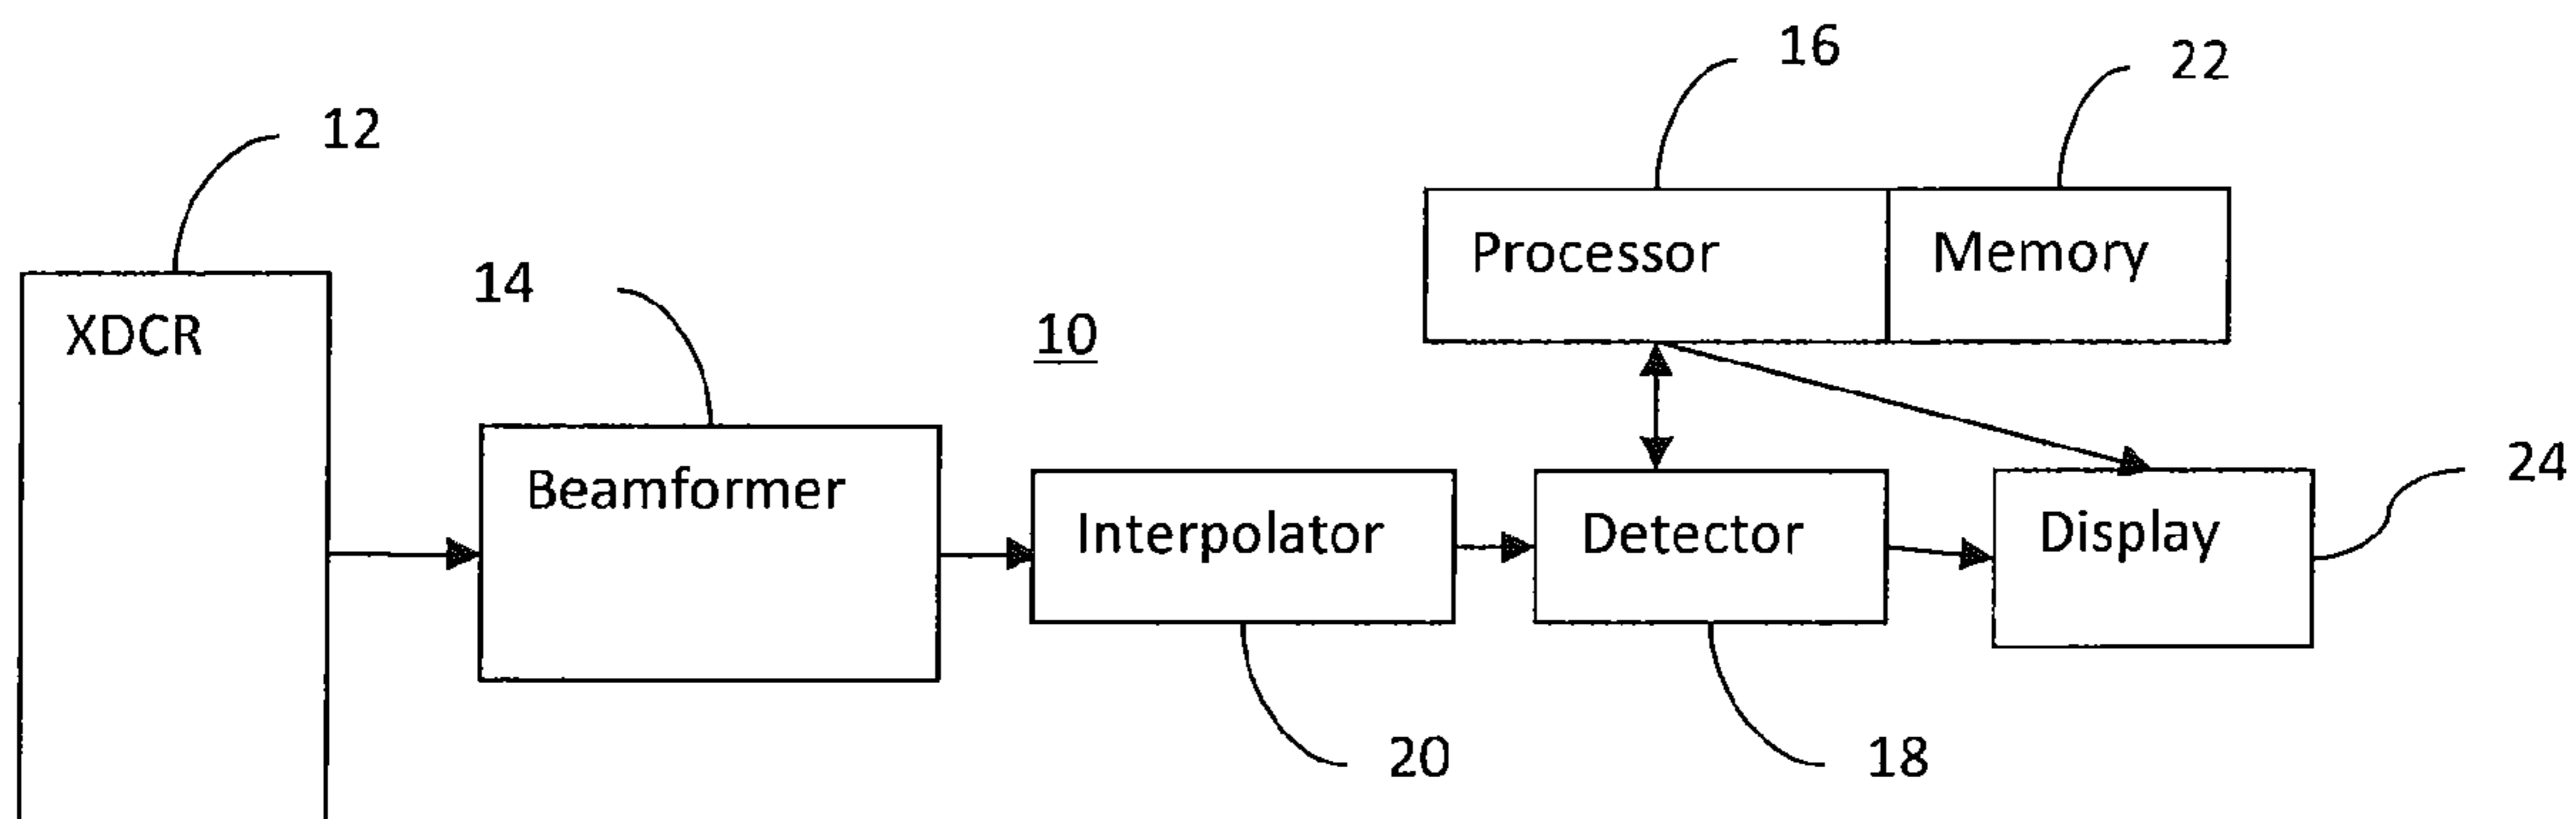 16
22
12
Processor
Memory
14
10
XDCR
24
Beamformer
Interpolator
Detector
Display
20
18